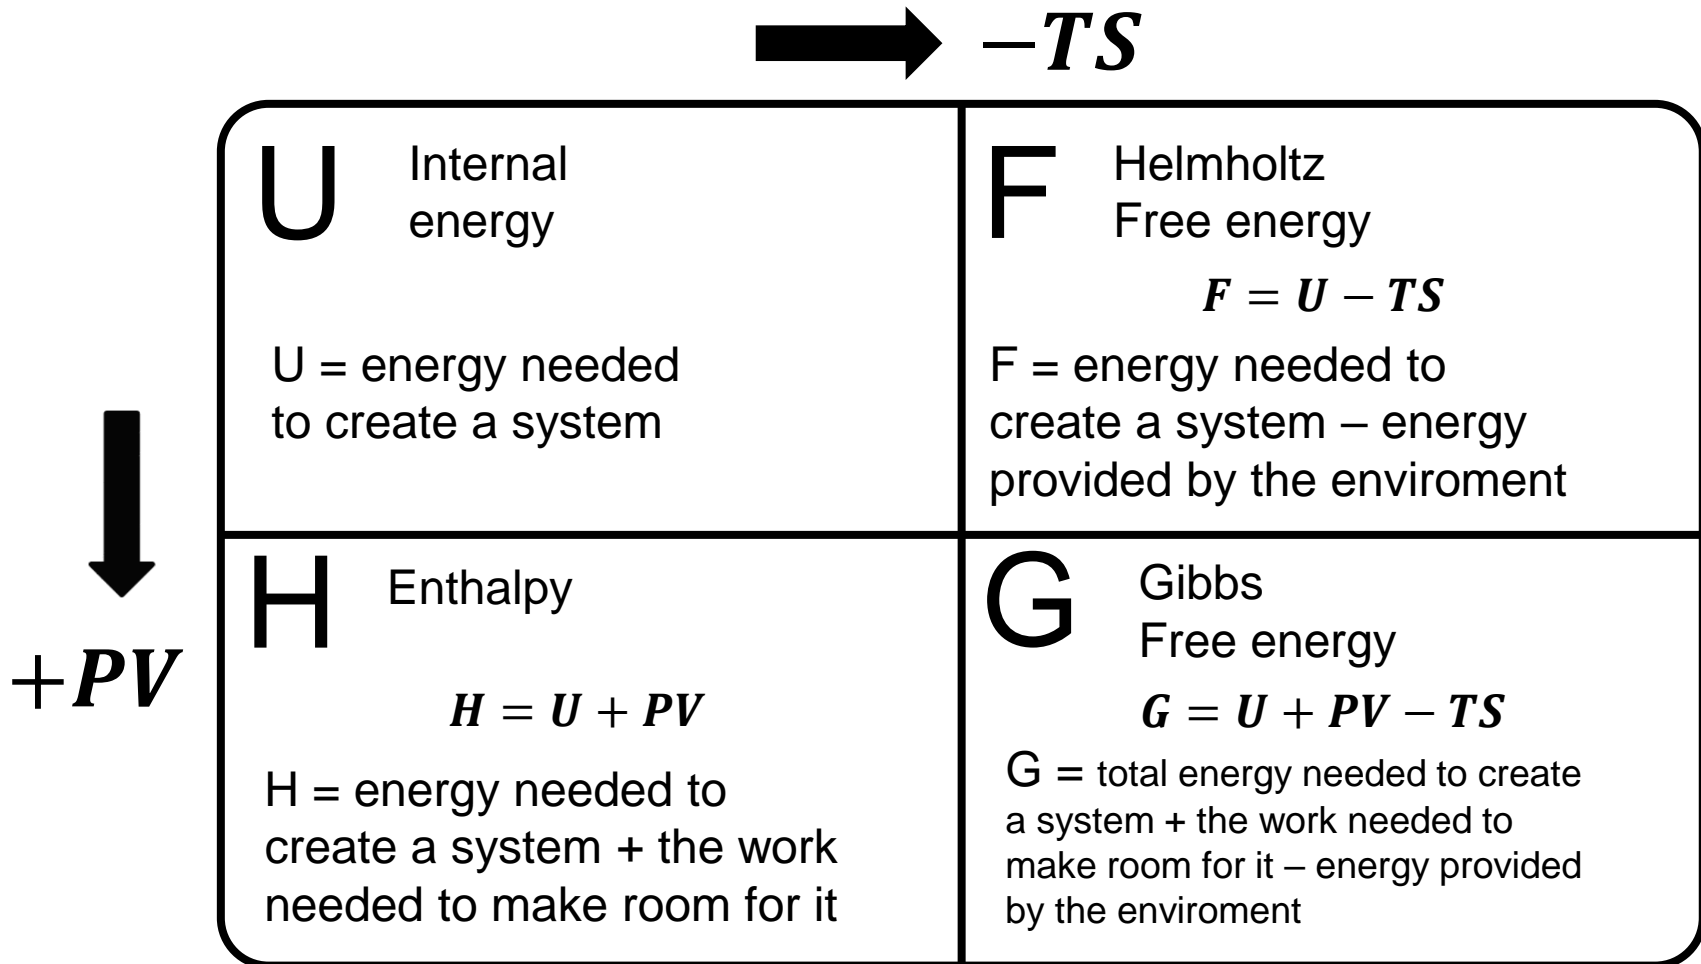 −TS
U
Internal
energy
U = energy needed
to create a system
F
Helmholtz
Free energy
F = U − TS
F = energy needed to
create a system – energy
provided by the enviroment
+PV
H
Enthalpy
H = U + PV
H = energy needed to
create a system + the work
needed to make room for it
G
Gibbs
Free energy
G = U + PV − TS
G = total energy needed to create
a system + the work needed to
make room for it – energy provided
by the enviroment